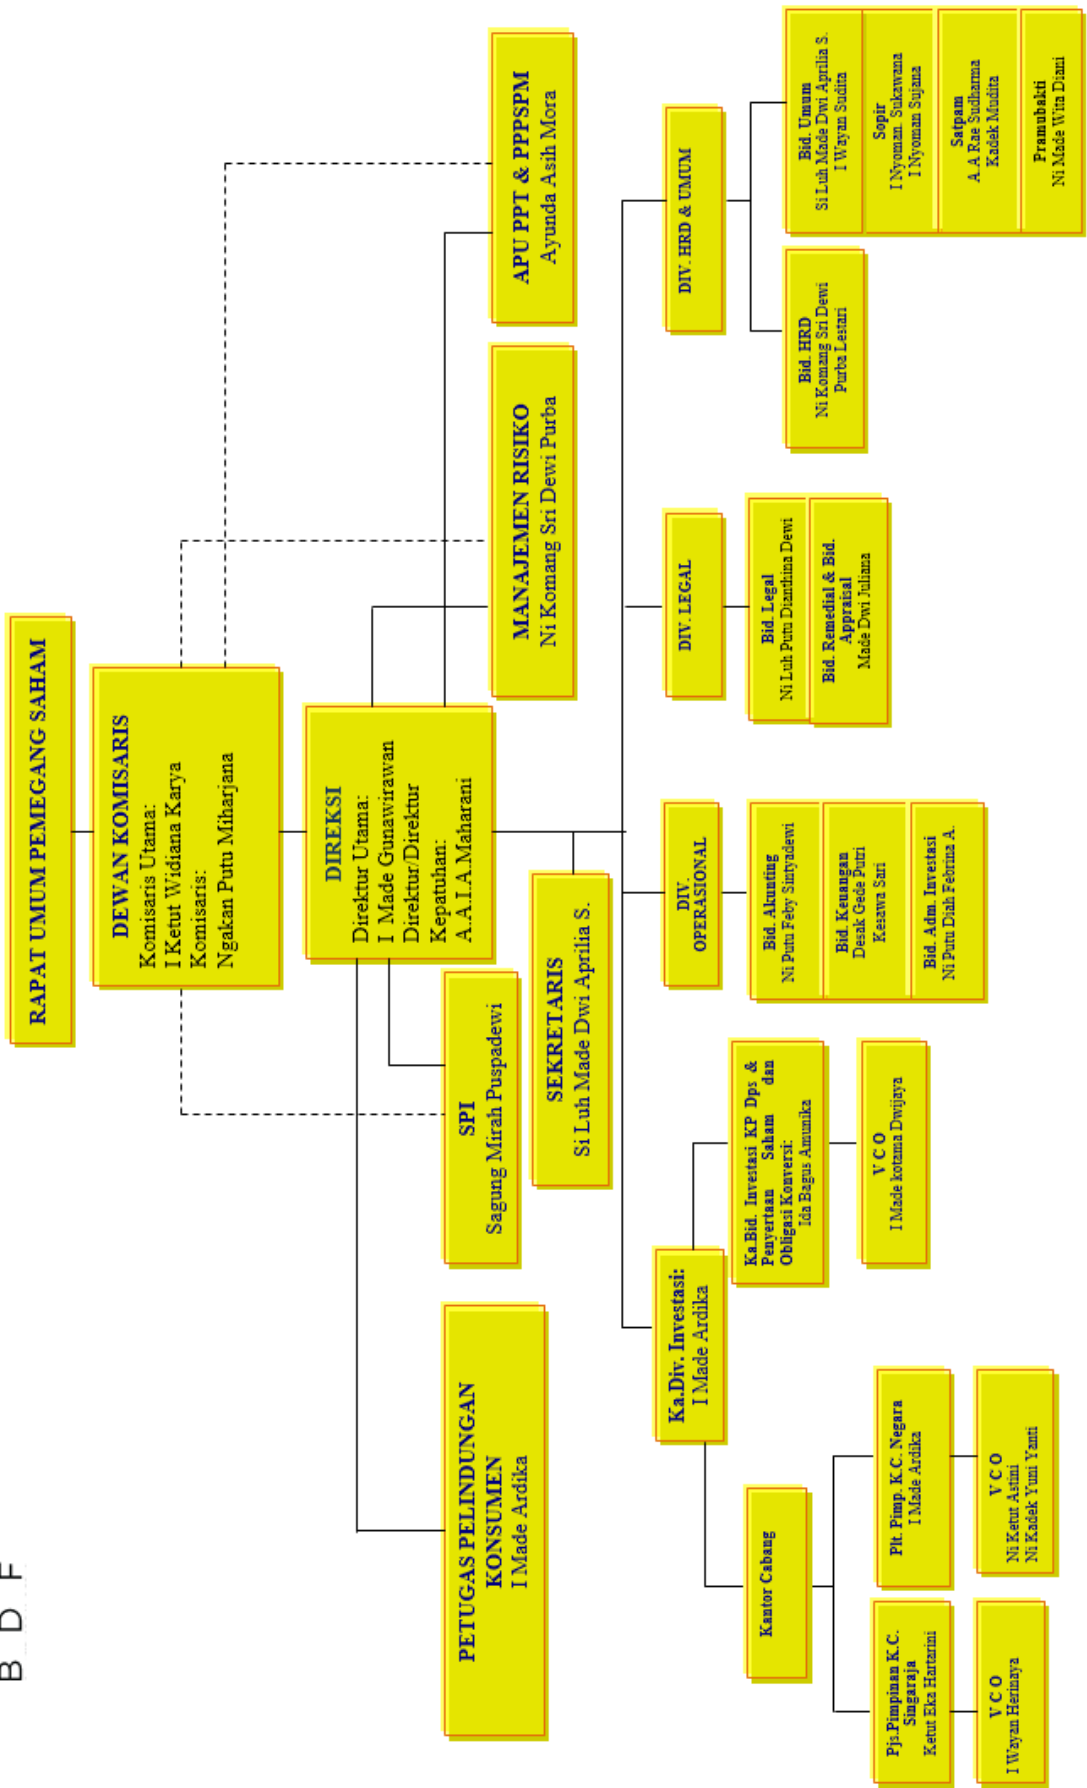 B D F
RAPAT UMUM PEMEGANG SAHAM
DEWAN KOMISARIS
Komisaris Utama:
I Ketut Widiana Karya
Komisaris:
Ngakan Putu Miharjana
DIREKSI
Direktur Utama:
I Made Gunawirawan
Direktur/Direktur
Kepatuhan:
A.A.I.A.Maharani
PETUGAS PELINDUNGAN
KONSUMEN
I Made Ardika
SPI
Sagung Mirah Puspadewi
MANAJEMEN RISIKO
Ni Komang Sri Dewi Purba
APU PPT & PPPSPM
Ayunda Asih Mora
SEKRETARIS
Si Luh Made Dwi Aprilia S.
Ka.Div. Investasi:
I Made Ardika
DIV.
OPERASIONAL
DIV. LEGAL
DIV. HRD & UMUM
Kantor Cabang
Ka.Bid. Investasi KP Dps &
Penyertaan Saham dan
Obligasi Konversi:
Ida Bagus Amunika
Bid. Akunting
Ni Putu Feby Sintyadewi
Bid. Keuangan
Desak Gede Putri
Kesawa Sari
Bid. Adm. Investasi
Ni Putu Diah Febrina A.
Bid. Legal
Ni Luh Putu Dianthina Dewi
Bid. Remedial & Bid.
Appraisal
Made Dwi Juliana
Bid. HRD
Ni Komang Sri Dewi
Purba Lestari
Bid. Umum
Si Luh Made Dwi Aprilia S.
I Wayan Sudita
Sopir
I Nyoman. Sukawana
I Nyoman Sujana
Satpam
A.A Rae Sudharma
Kadek Mudita
Pramubakti
Ni Made Wita Diani
Pjs.Pimpinan K.C.
Singaraja
Ketut Eka Hartarini
Plt. Pimp. K.C. Negara
I Made Ardika
V C O
I Made kotama Dwijaya
V C O
I Wayan Herinaya
V C O
Ni Ketut Astini
Ni Kadek Yuni Yanti